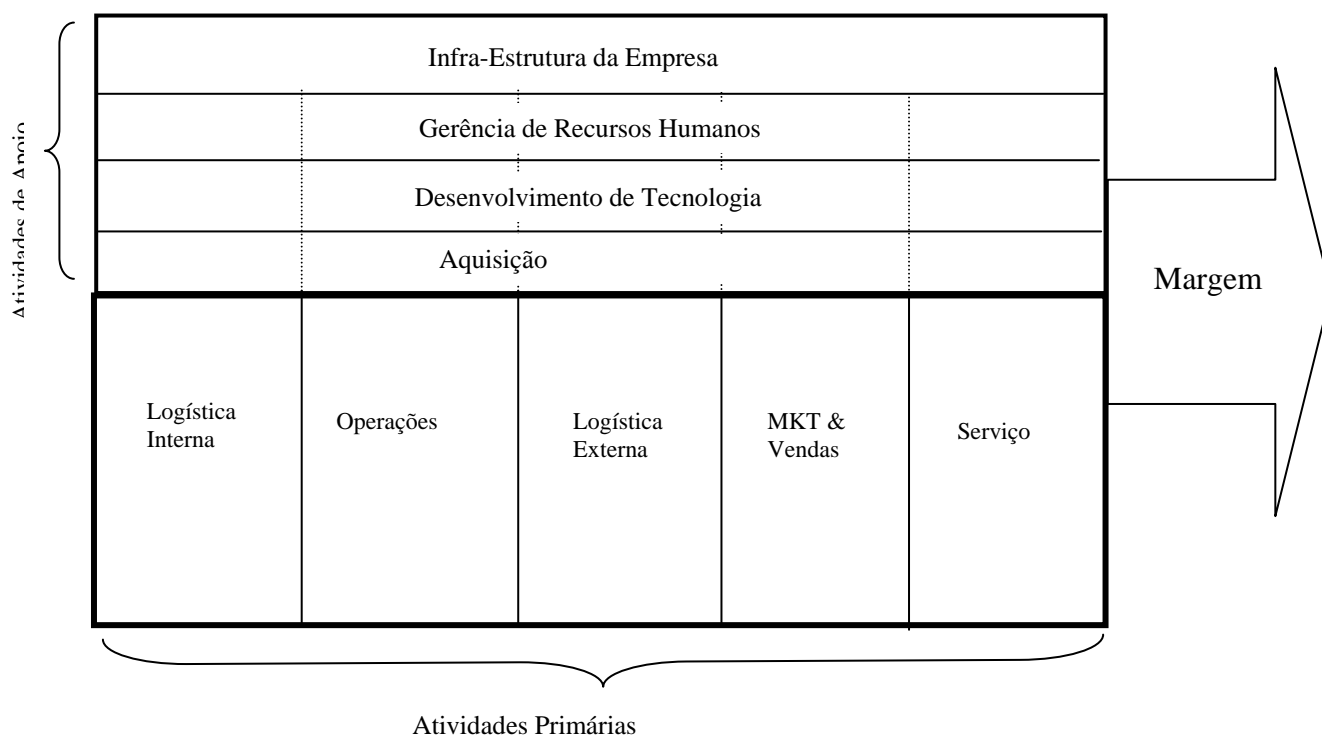 Infra-Estrutura da Empresa
Gerência de Recursos Humanos
Desenvolvimento de Tecnologia
Aquisição
Atividades de Apoio
Margem
Logística
Interna
Operações
Logística
Externa
MKT &
Vendas
Serviço
Atividades Primárias